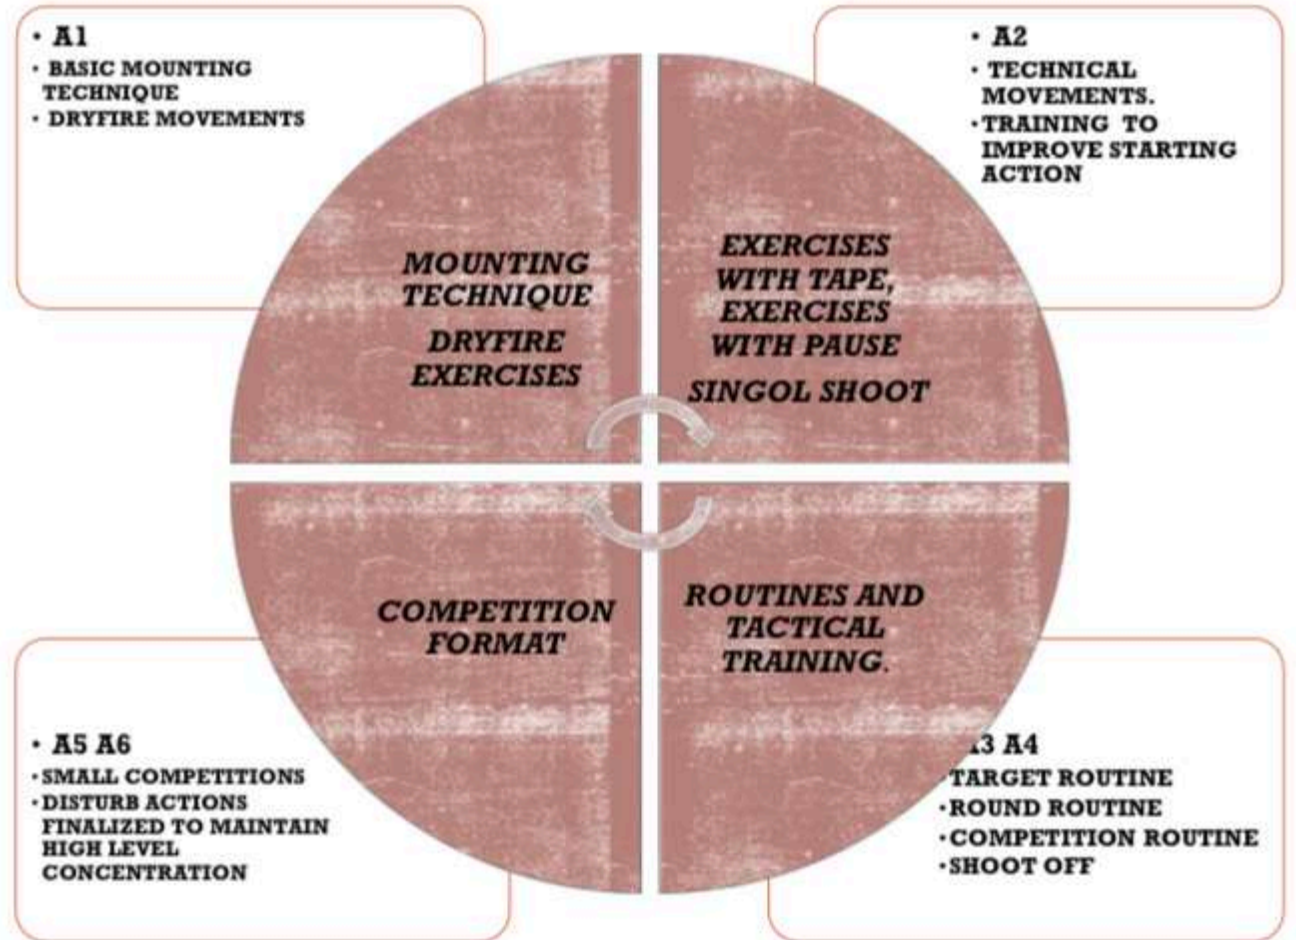 • A1
• BASIC MOUNTING
TECHNIQUE
• DRYFIRE MOVEMENTS
• A2
• TECHNICAL
MOVEMENTS.
• TRAINING TO
IMPROVE STARTING
ACTION
MOUNTING
TECHNIQUE
DRYFIRE
EXERCISES
EXERCISES
WITH TAPE,
EXERCISES
WITH PAUSE
SINGOL SHOOT
COMPETITION
FORMAT
ROUTINES AND
TACTICAL
TRAINING.
• A5 A6
• SMALL COMPETITIONS
• DISTURB ACTIONS
FINALIZED TO MAINTAIN
HIGH LEVEL
CONCENTRATION
A3 A4
• TARGET ROUTINE
• ROUND ROUTINE
• COMPETITION ROUTINE
• SHOOT OFF